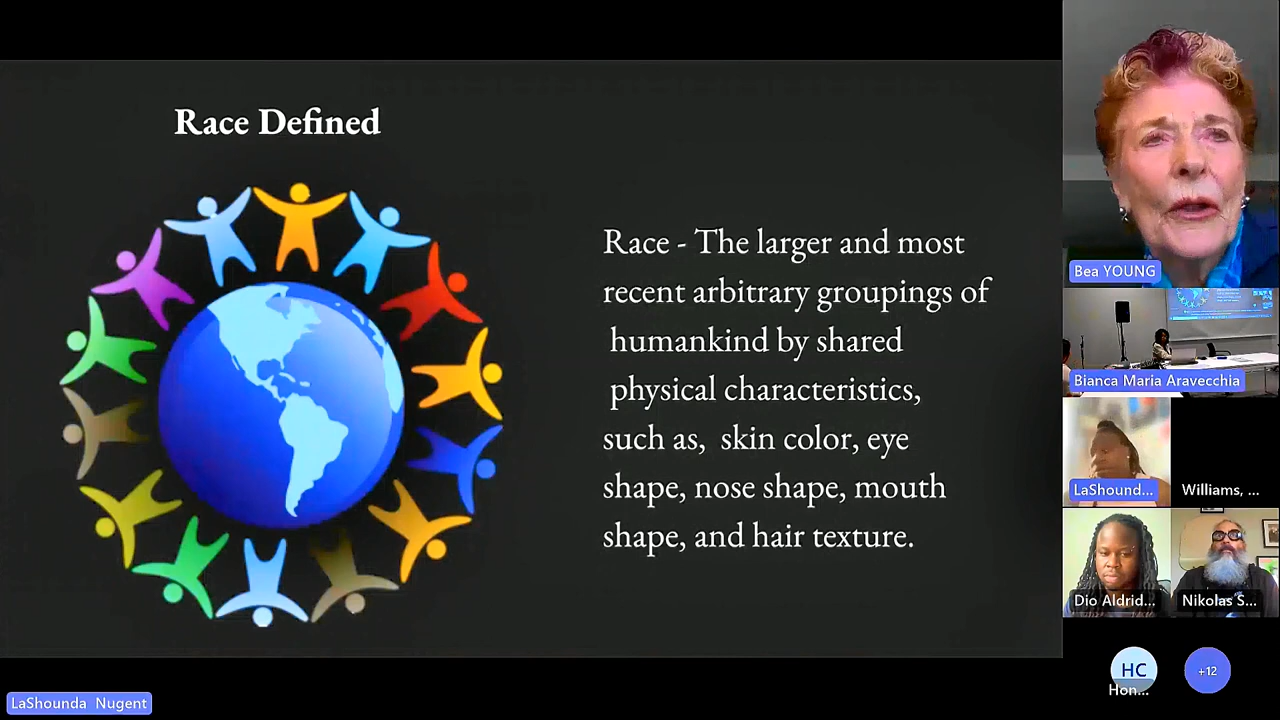 Race Defined
Race - The larger and most
recent arbitrary groupings of
humankind by shared
physical characteristics,
such as,  skin color, eye
shape, nose shape, mouth
shape, and hair texture.
Bea YOUNG
Bianca Maria Aravecchia
LaShound...
Williams, ...
Dio Aldrid...
Nikolas S...
HC
Hon...
+12
LaShounda  Nugent